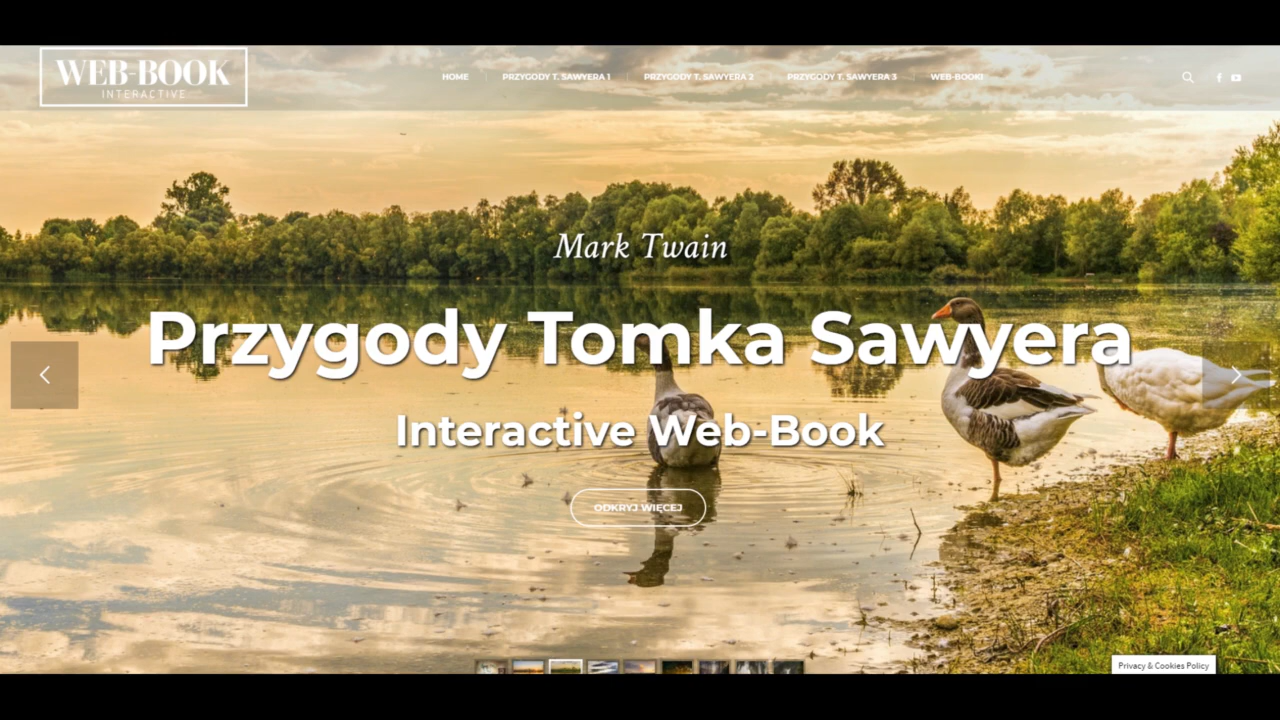 WEB-BOOK
INTERACTIVE
HOME
PRZYGODY T. SAWYERA 1
PRZYGODY T. SAWYERA 2
PRZYGODY T. SAWYERA 3
WEB-BOOKI
Mark Twain
Przygody Tomka Sawyera
Interactive Web-Book
ODKRYJ WIĘCEJ
Privacy & Cookies Policy